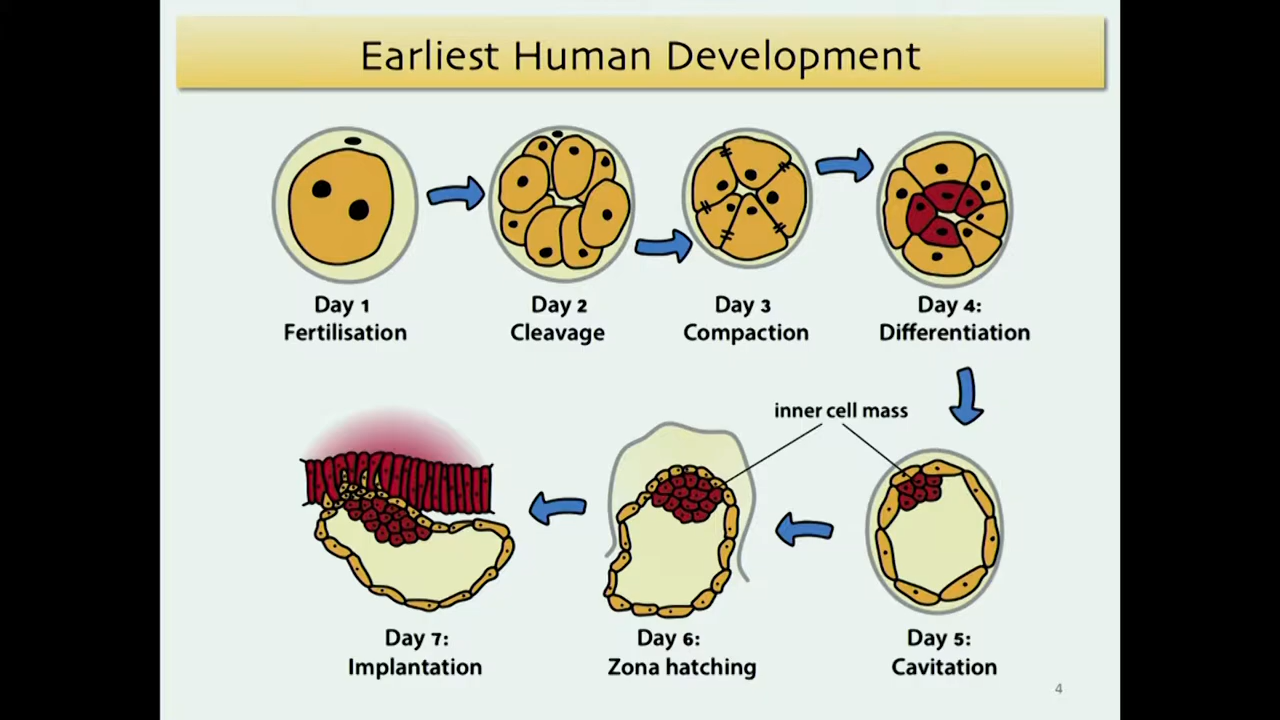 Earliest Human Development
Day 1
Fertilisation
Day 2
Cleavage
Day 3
Compaction
Day 4:
Differentiation
inner cell mass
Day 7:
Implantation
Day 6:
Zona hatching
Day 5:
Cavitation
4